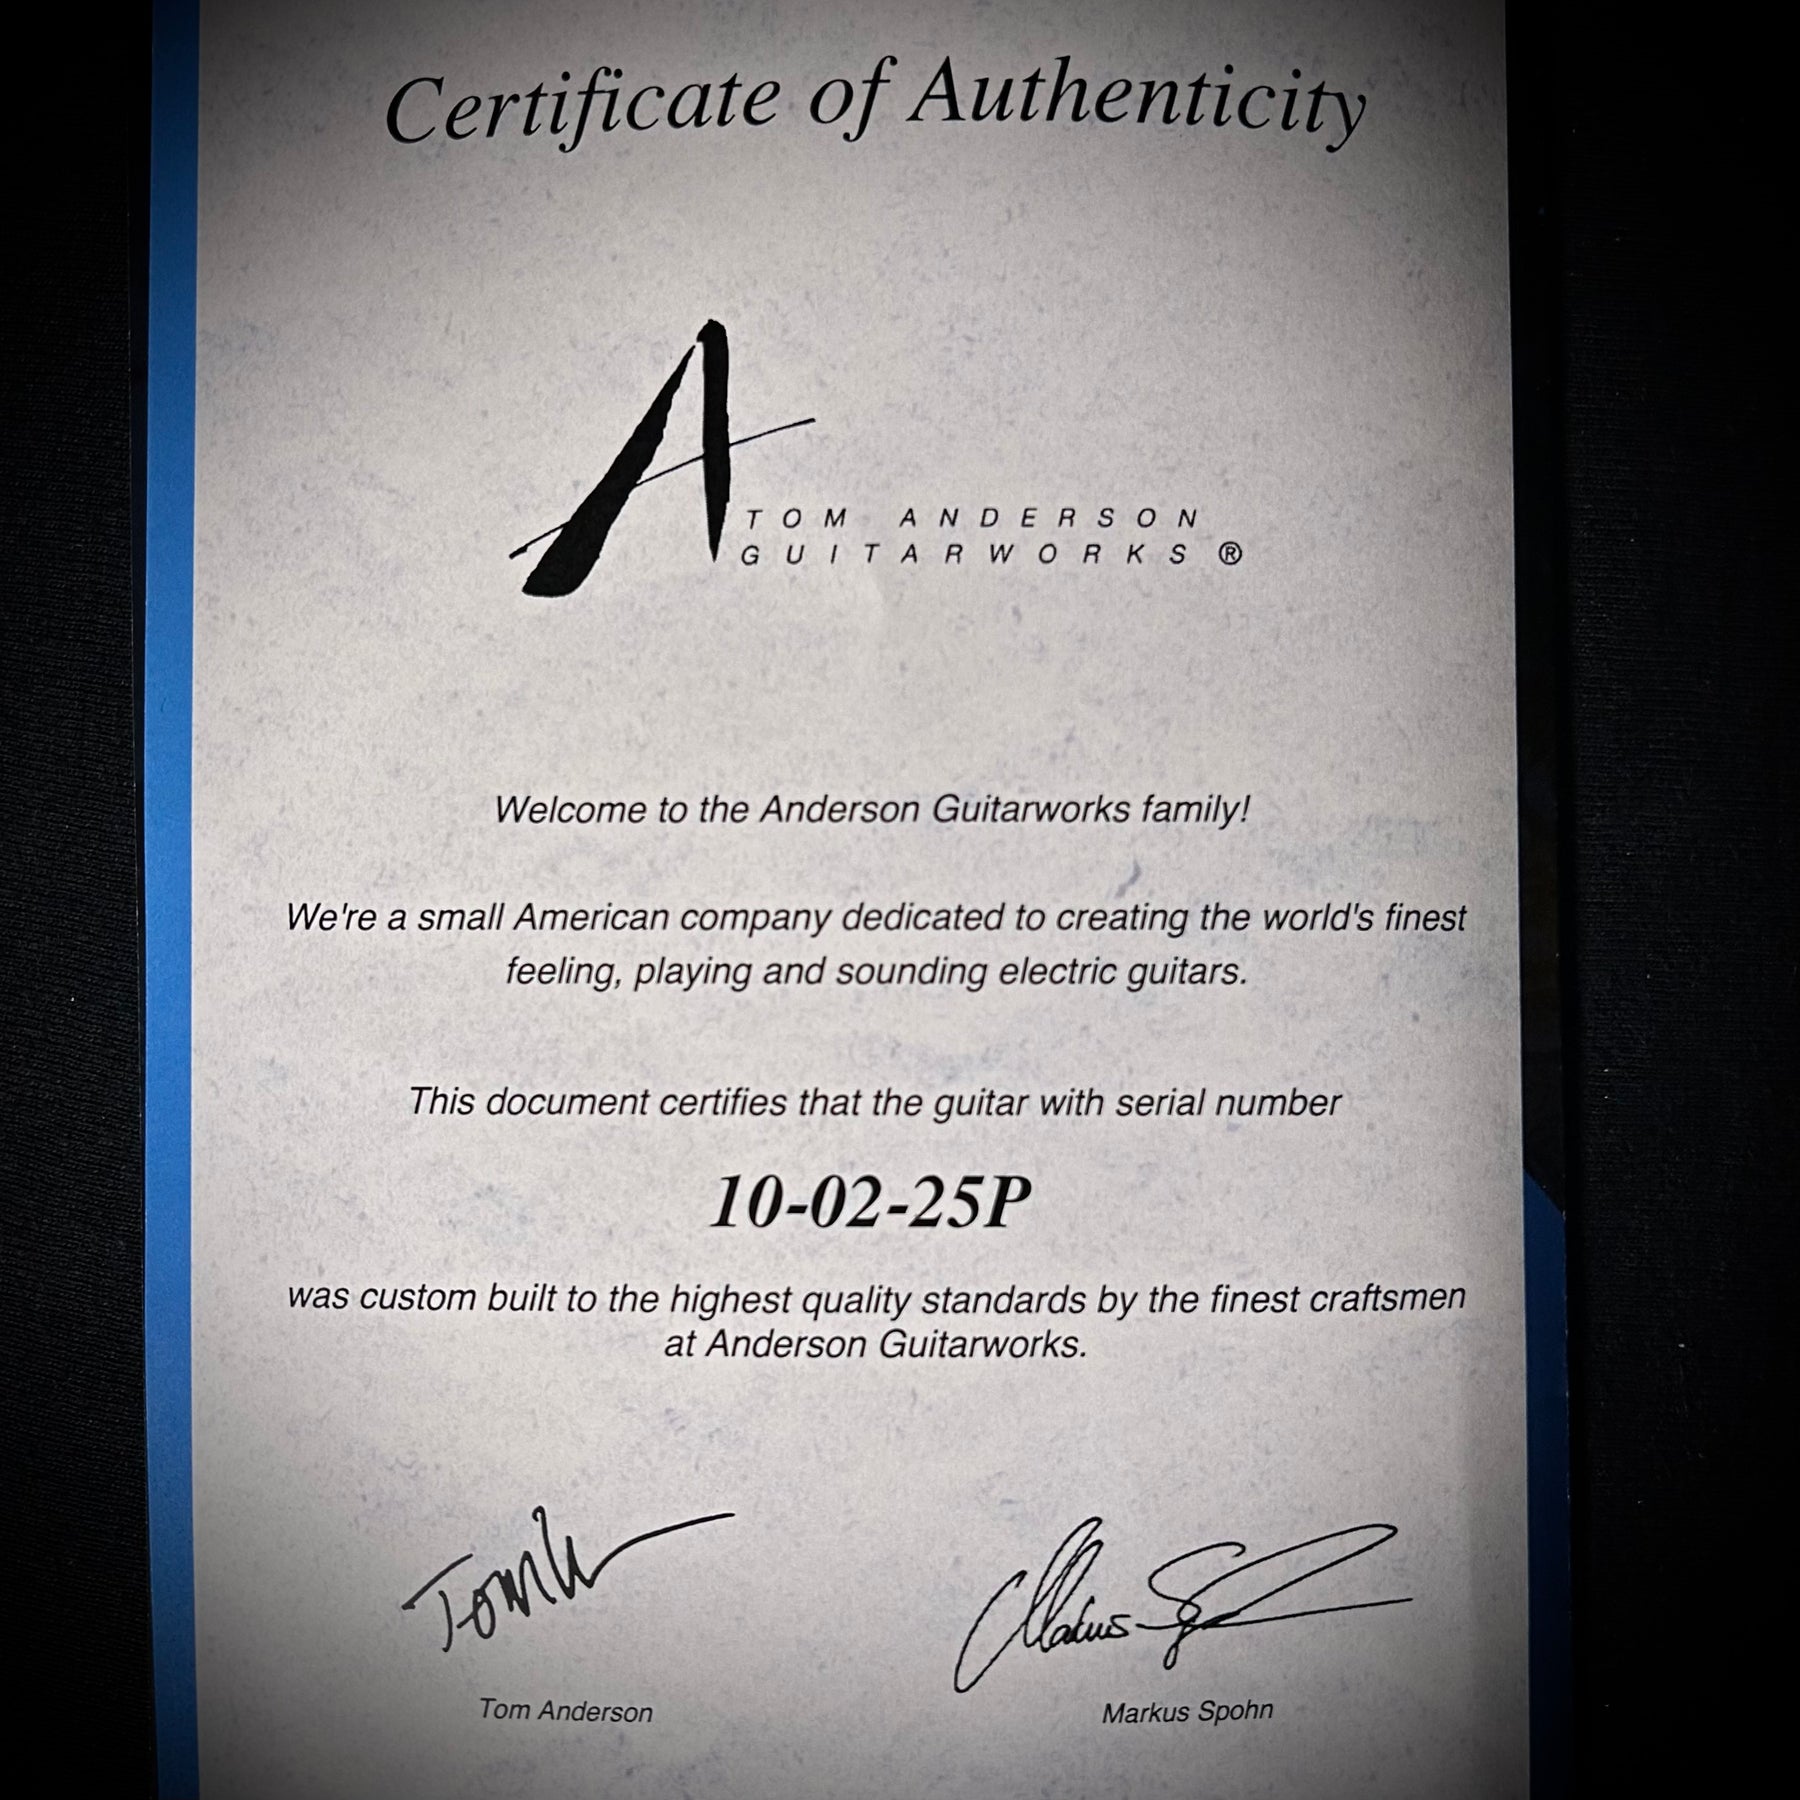 Certificate of Authenticity
TOM ANDERSON
GUITARWORKS ®
Welcome to the Anderson Guitarworks family!
We're a small American company dedicated to creating the world's finest
feeling, playing and sounding electric guitars.
This document certifies that the guitar with serial number
10-02-25P
was custom built to the highest quality standards by the finest craftsmen
at Anderson Guitarworks.
Tom Anderson
Markus Spohn